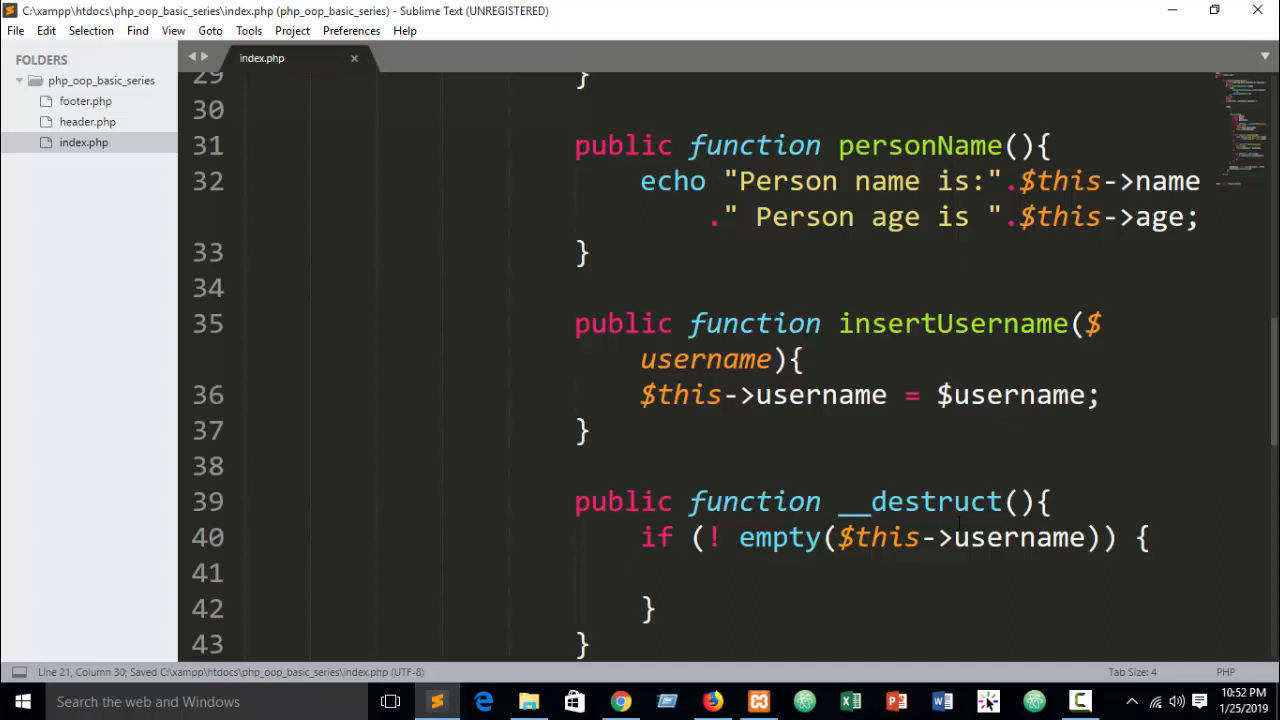 C:\xampp\htdocs\php_oop_basic_series\index.php (php_oop_basic_series) - Sublime Text (UNREGISTERED)
File Edit Selection Find View Goto Tools Project Preferences Help
FOLDERS
php_oop_basic_series
footer.php
header.php
index.php
index.php
29 }
30
31 public function personName(){
32 echo "Person name is:".$this->name
." Person age is ".$this->age;
33 }
34
35 public function insertUsername($
username){
36 $this->username = $username;
37 }
38
39 public function __destruct(){
40 if (! empty($this->username)) {
41
42 }
43 }
Line 21, Column 30; Saved C:\xampp\htdocs\php_oop_basic_series\index.php (UTF-8)
Tab Size: 4
PHP
Search the web and Windows
10:52 PM
1/25/2019